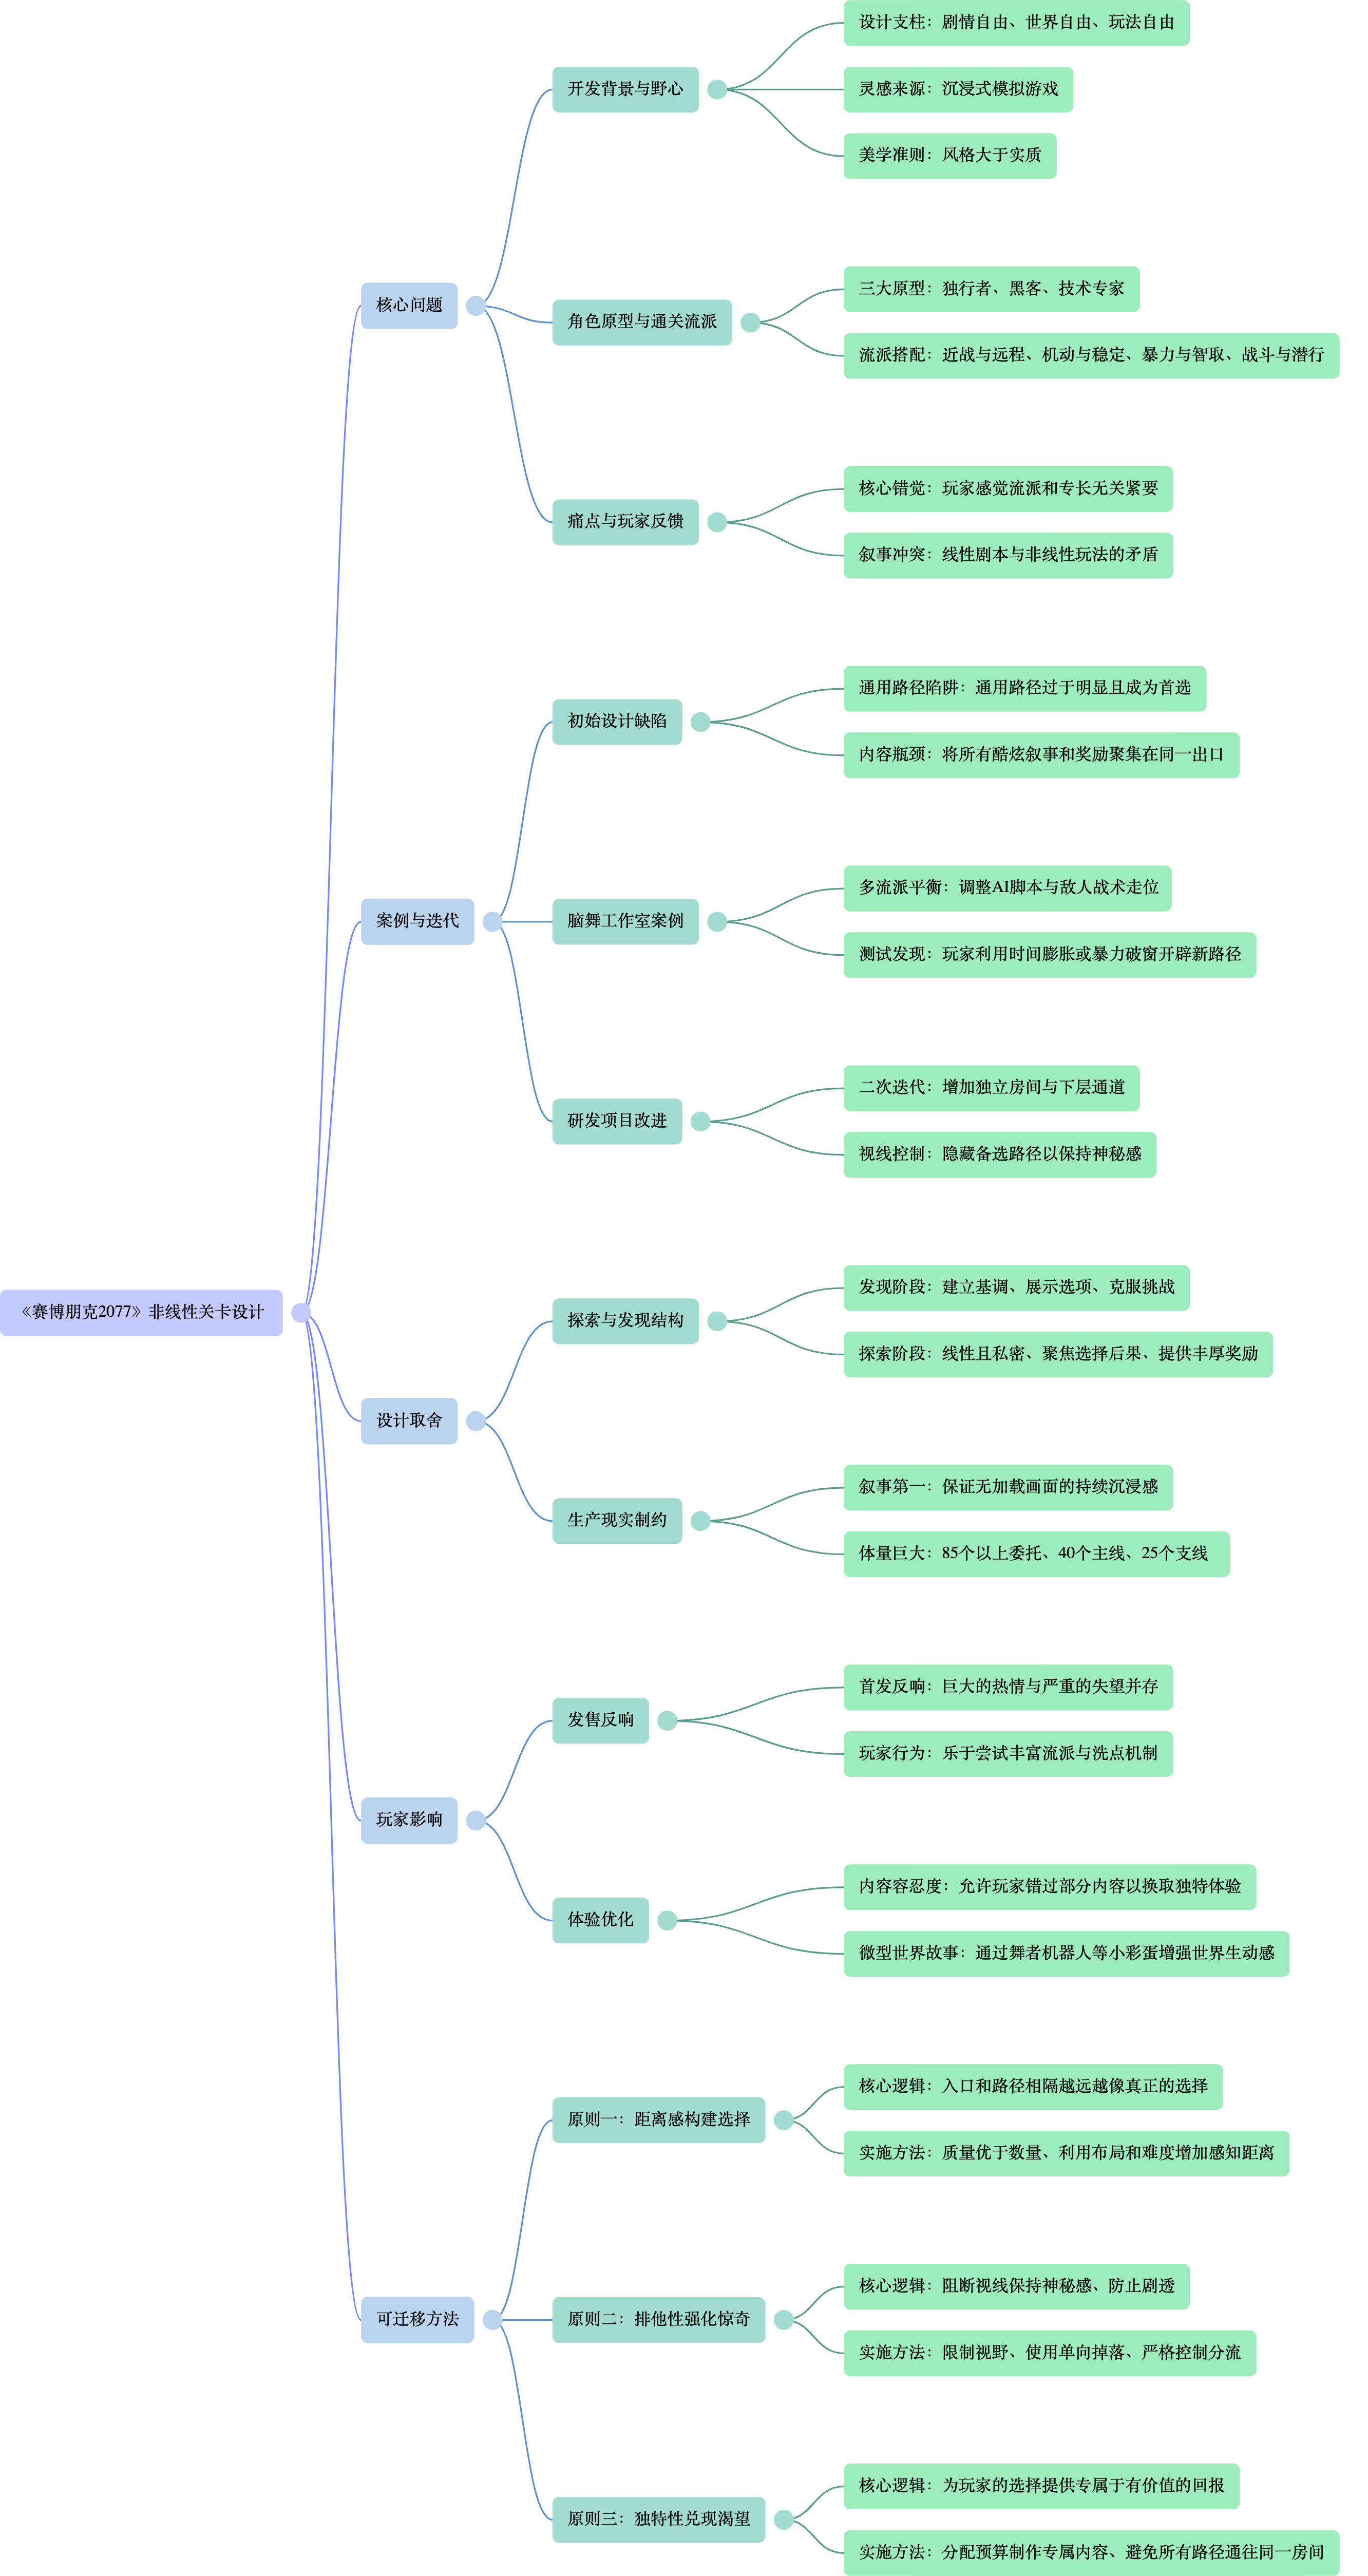 《赛博朋克2077》非线性关卡设计
核心问题
开发背景与野心
设计支柱：剧情自由、世界自由、玩法自由
灵感来源：沉浸式模拟游戏
美学准则：风格大于实质
角色原型与通关流派
三大原型：独行者、黑客、技术专家
流派搭配：近战与远程、机动与稳定、暴力与智取、战斗与潜行
痛点与玩家反馈
核心错觉：玩家感觉流派和专长无关紧要
叙事冲突：线性剧本与非线性玩法的矛盾
案例与迭代
初始设计缺陷
通用路径陷阱：通用路径过于明显且成为首选
内容瓶颈：将所有酷炫叙事和奖励聚集在同一出口
脑舞工作室案例
多流派平衡：调整AI脚本与敌人战术走位
测试发现：玩家利用时间膨胀或暴力破窗开辟新路径
研发项目改进
二次迭代：增加独立房间与下层通道
视线控制：隐藏备选路径以保持神秘感
设计取舍
探索与发现结构
发现阶段：建立基调、展示选项、克服挑战
探索阶段：线性且私密、聚焦选择后果、提供丰厚奖励
生产现实制约
叙事第一：保证无加载画面的持续沉浸感
体量巨大：85个以上委托、40个主线、25个支线
玩家影响
发售反响
首发反响：巨大的热情与严重的失望并存
玩家行为：乐于尝试丰富流派与洗点机制
体验优化
内容容忍度：允许玩家错过部分内容以换取独特体验
微型世界故事：通过舞者机器人等小彩蛋增强世界生动感
可迁移方法
原则一：距离感构建选择
核心逻辑：入口和路径相隔越远越像真正的选择
实施方法：质量优于数量、利用布局和难度增加感知距离
原则二：排他性强化惊奇
核心逻辑：阻断视线保持神秘感、防止剧透
实施方法：限制视野、使用单向掉落、严格控制分流
原则三：独特性兑现渴望
核心逻辑：为玩家的选择提供专属于有价值的回报
实施方法：分配预算制作专属内容、避免所有路径通往同一房间